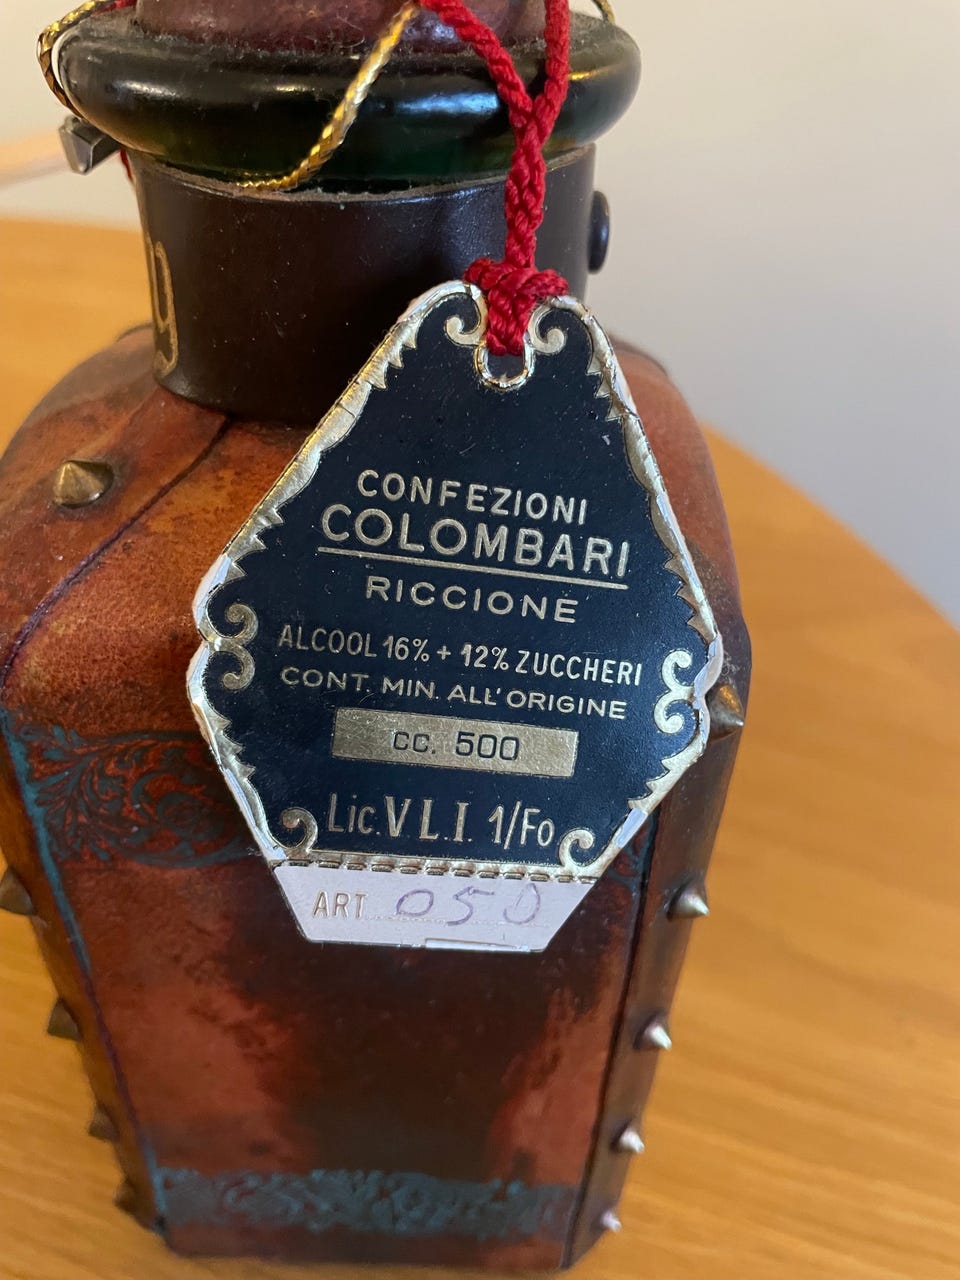 CONFEZIONI
COLOMBARI
RICCIONE
ALCOOL 16% + 12% ZUCCHERI
CONT. MIN. ALL'ORIGINE
cc. 500
Lic. V.L.I. 1/Fo
ART 050